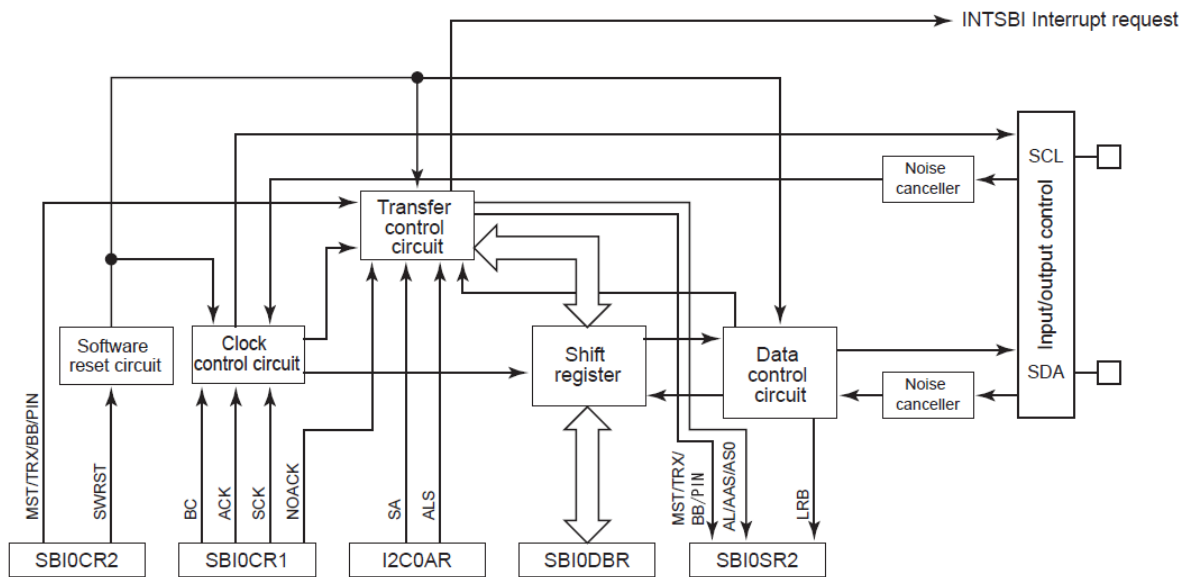 INTSBI Interrupt request
SCL
Input/output control
SDA
Noise
canceller
Transfer
control
circuit
Software
reset circuit
Clock
control circuit
Shift
register
Data
control
circuit
Noise
canceller
MST/TRX/BB/PIN
SWRST
BC
ACK
SCK
NOACK
SA
ALS
MST/TRX/
BB/PIN
AL/AAS/AS0
LRB
SBI0CR2
SBI0CR1
I2C0AR
SBI0DBR
SBI0SR2